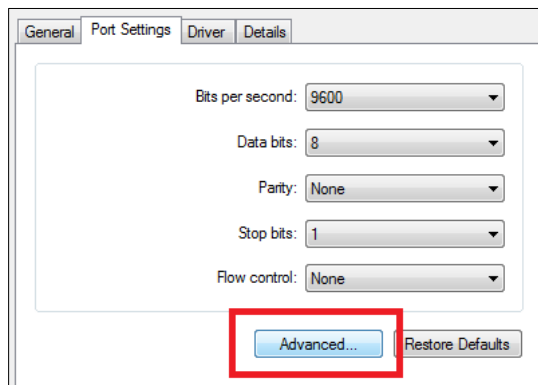 General Port Settings Driver Details
Bits per second: 9600
Data bits: 8
Parity: None
Stop bits: 1
Flow control: None
Advanced... Restore Defaults